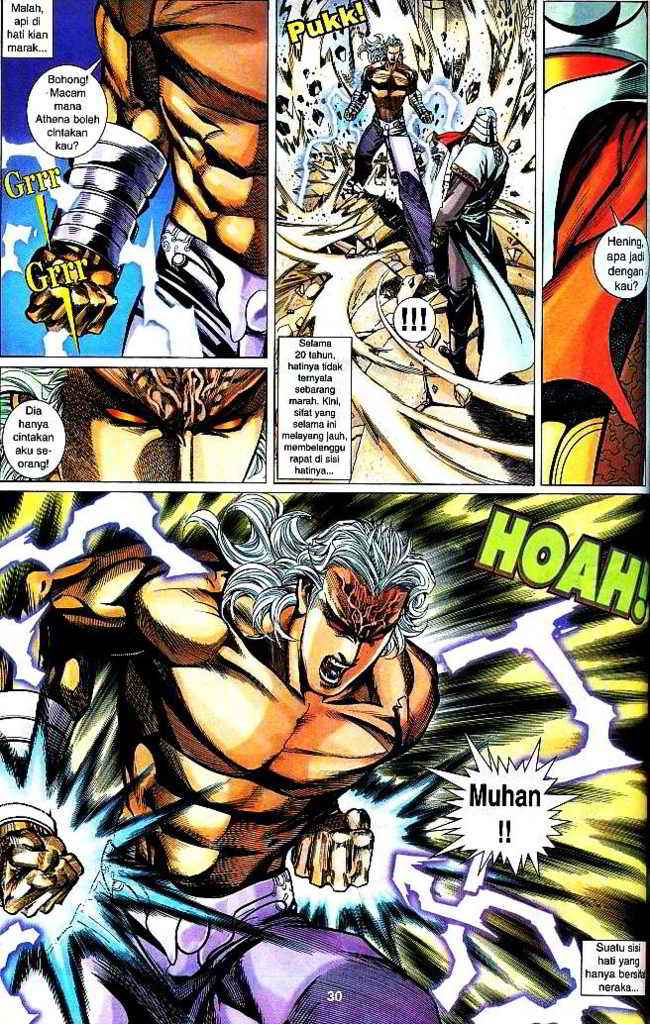 Malah,
api di
hati kian
marak...
Bohong!
Macam
mana
Athena boleh
cintakan
kau?
Grrr
Grrr
Dia
hanya
cintakan
aku se-
orang!
Pukk!
!!!
Selama
20 tahun,
hatinya tidak
ternyala
sebarang
marah. Kini,
sifat yang
selama ini
melayang jauh,
membelenggu
rapat di sisi
hatinya...
Hening,
apa jadi
dengan
kau?
HOAH!
Muhan
!!
Suatu sisi
hati yang
hanya bersifa
neraka...
30